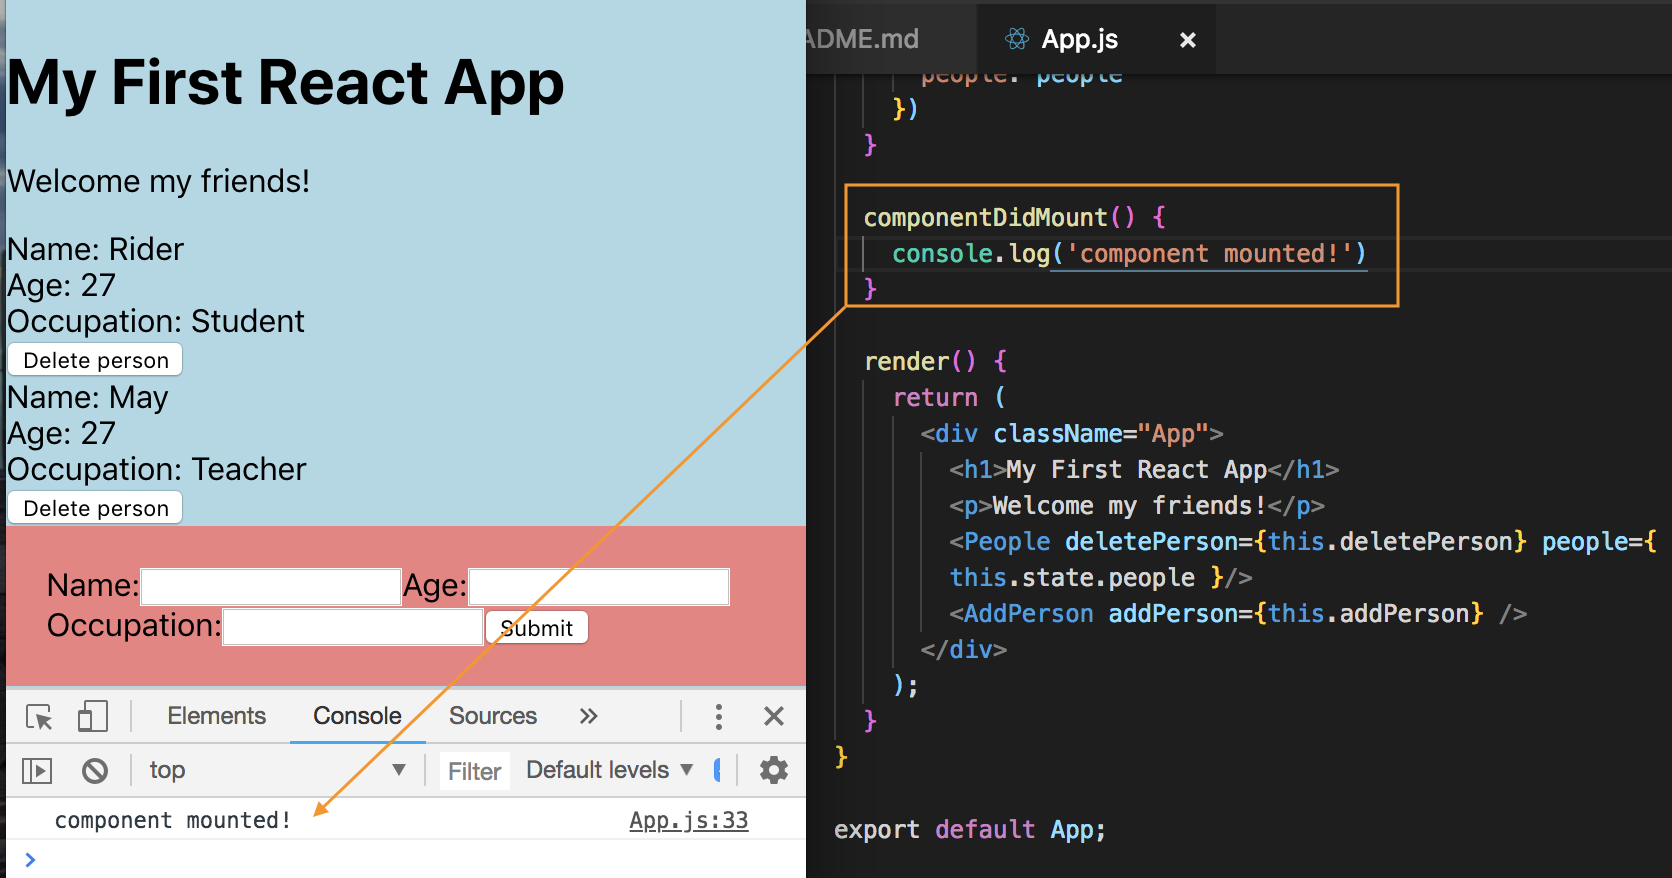 My First React App
Welcome my friends!
Name: Rider
Age: 27
Occupation: Student
Delete person
Name: May
Age: 27
Occupation: Teacher
Delete person
Name: Age:
Occupation: Submit
Elements Console Sources »
top Filter Default levels
component mounted! App.js:33
ADME.md App.js
people: people
})
}
componentDidMount() {
console.log('component mounted!')
}
render() {
return (
<div className="App">
<h1>My First React App</h1>
<p>Welcome my friends!</p>
<People deletePerson={this.deletePerson} people={
this.state.people }/>
<AddPerson addPerson={this.addPerson} />
</div>
);
}
}
export default App;